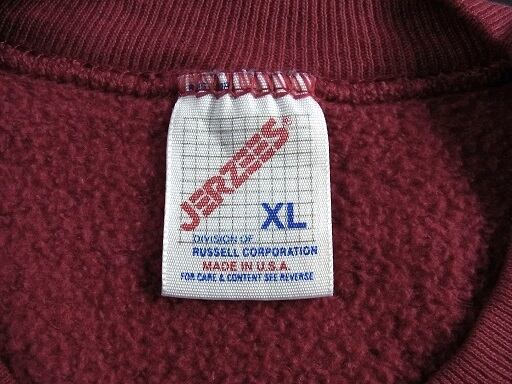 JERZEES®
XL
DIVISION OF
RUSSELL CORPORATION
MADE IN U.S.A.
FOR CARE & CONTENT SEE REVERSE